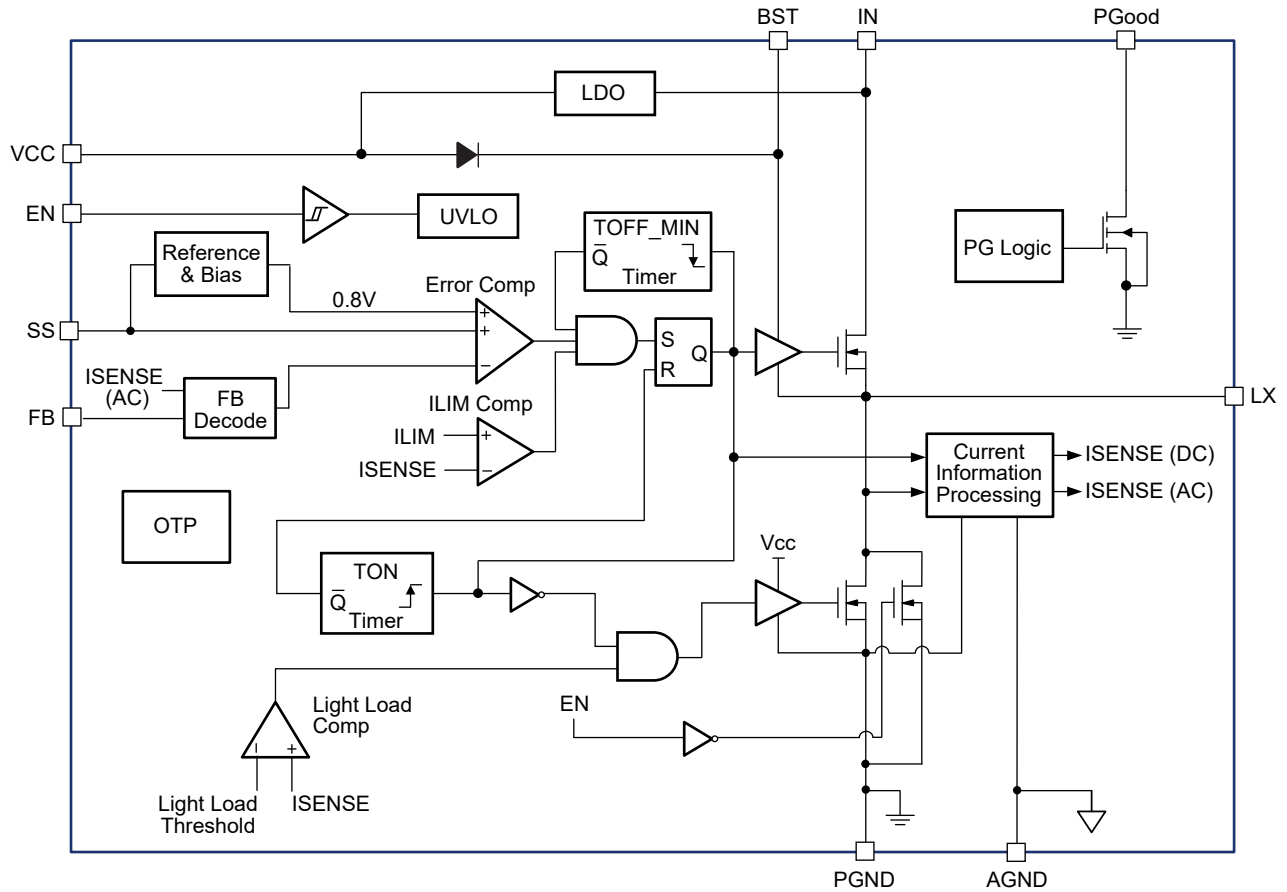 BST
IN
PGood
LDO
VCC
EN
UVLO
TOFF_MIN
Q̅
Timer
PG Logic
Reference
& Bias
Error Comp
0.8V
+
+
−
SS
S
R
Q
ISENSE
(AC)
FB
Decode
FB
ILIM Comp
ILIM
+
ISENSE
−
LX
Current
Information
Processing
ISENSE (DC)
ISENSE (AC)
OTP
Vcc
TON
Q̅
Timer
Light Load
Comp
−
+
EN
Light Load
Threshold
ISENSE
PGND
AGND